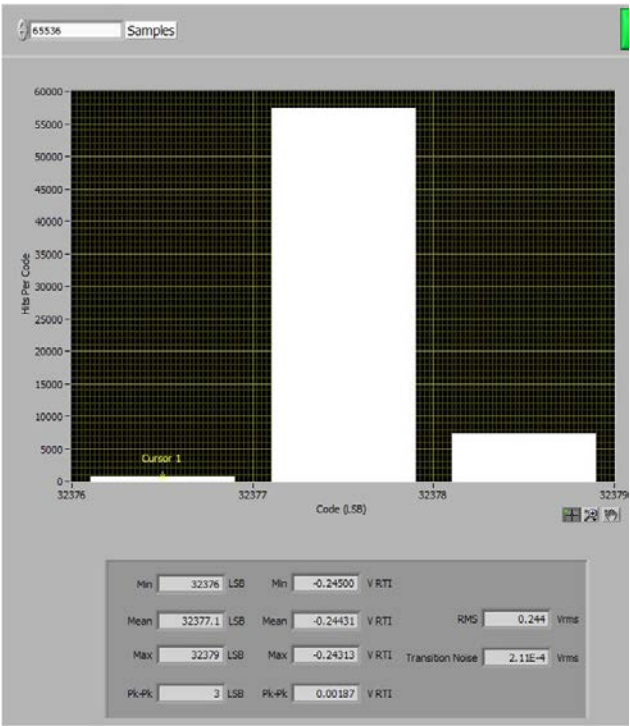 65536 Samples
60000
55000
50000
45000
40000
35000
30000
25000
20000
15000
10000
5000
0
Hits Per Code
Cursor 1
32376 32377 32378 32379
Code (LSB)
Min 32376 LSB Min -0.24500 V RTI
Mean 32377.1 LSB Mean -0.24431 V RTI RMS 0.244 Vrms
Max 32379 LSB Max -0.24313 V RTI Transition Noise 2.11E-4 Vrms
Pk-Pk 3 LSB Pk-Pk 0.00187 V RTI